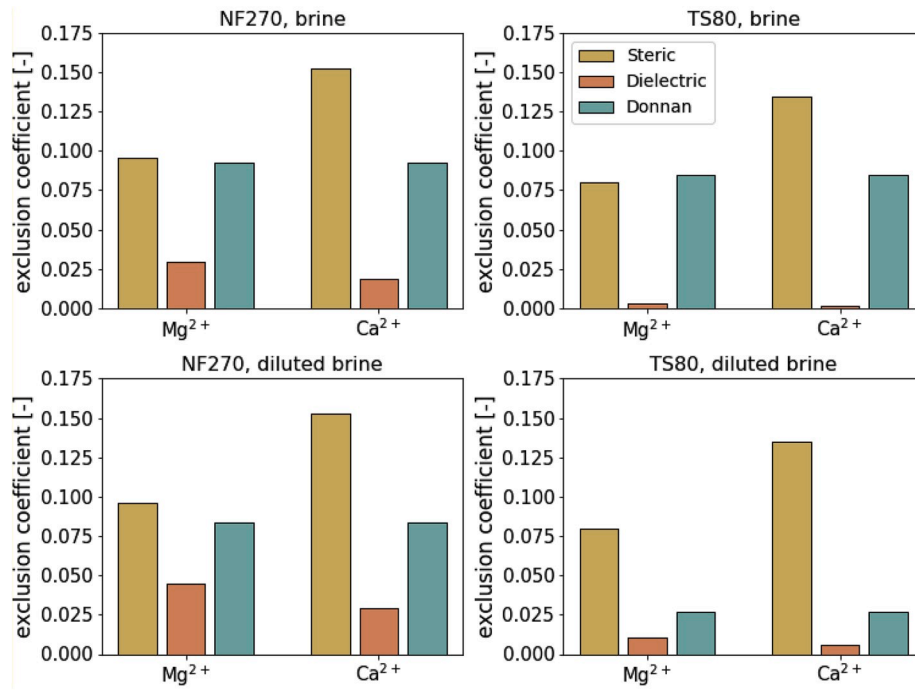 NF270, brine
exclusion coefficient [-]
0.175
0.150
0.125
0.100
0.075
0.050
0.025
0.000
Mg²⁺
Ca²⁺
TS80, brine
exclusion coefficient [-]
0.175
0.150
0.125
0.100
0.075
0.050
0.025
0.000
Steric
Dielectric
Donnan
Mg²⁺
Ca²⁺
NF270, diluted brine
exclusion coefficient [-]
0.175
0.150
0.125
0.100
0.075
0.050
0.025
0.000
Mg²⁺
Ca²⁺
TS80, diluted brine
exclusion coefficient [-]
0.175
0.150
0.125
0.100
0.075
0.050
0.025
0.000
Mg²⁺
Ca²⁺